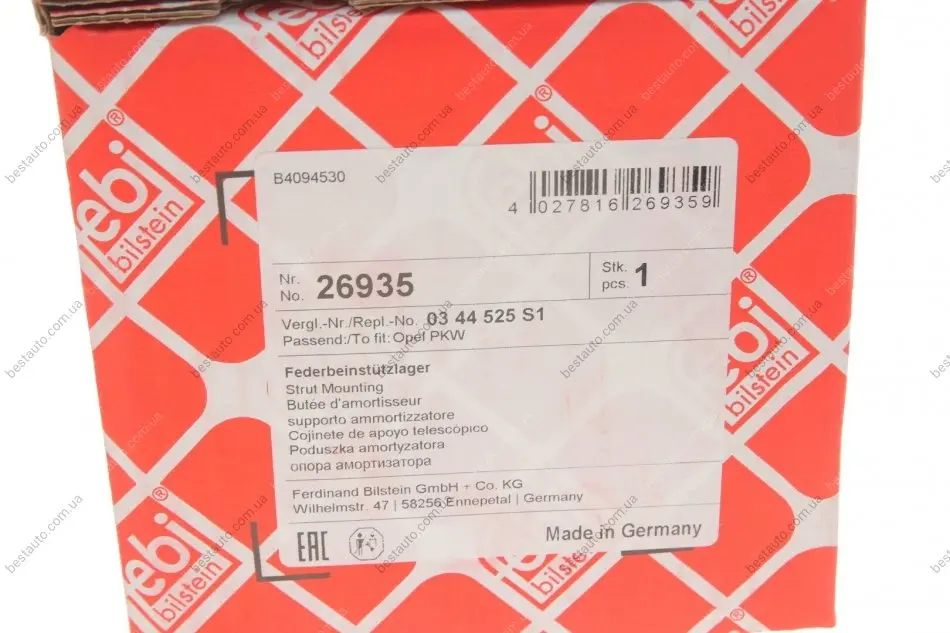 febi
bilstein
febi®
bilstein
B4094530
4 027816 269359
Nr.
No. 26935
Stk.
pcs. 1
Vergl.-Nr./Repl.-No. 03 44 525 S1
Passend:/To fit: Opel PKW
Federbeinstützlager
Strut Mounting
Butée d'amortisseur
supporto ammortizzatore
Cojinete de apoyo telescópico
Poduszka amortyzatora
опора амортизатора
Ferdinand Bilstein GmbH + Co. KG
Wilhelmstr. 47 | 58256 Ennepetal | Germany
EAC
Made in Germany
febi
bilstein
febi®
bilstein
bestauto.com.ua